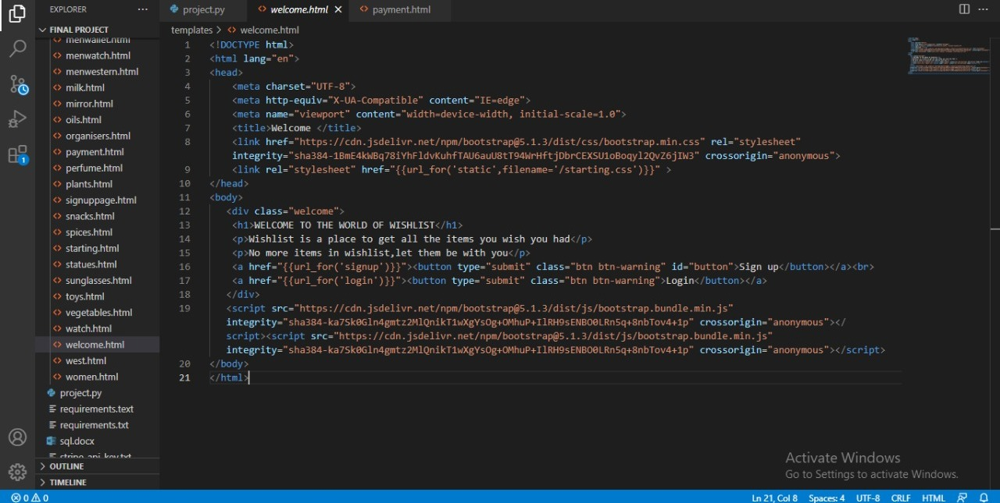 EXPLORER
FINAL PROJECT
menwallet.html
menwatch.html
menwestern.html
milk.html
mirror.html
oils.html
organisers.html
payment.html
perfume.html
plants.html
signuppage.html
snacks.html
spices.html
starting.html
statues.html
sunglasses.html
toys.html
vegetables.html
watch.html
welcome.html
west.html
women.html
project.py
requirements.text
requirements.txt
sql.docx
stripe_api_key.txt
OUTLINE
TIMELINE
1
project.py
welcome.html
payment.html
templates > welcome.html
1 <!DOCTYPE html>
2 <html lang="en">
3 <head>
4 <meta charset="UTF-8">
5 <meta http-equiv="X-UA-Compatible" content="IE=edge">
6 <meta name="viewport" content="width=device-width, initial-scale=1.0">
7 <title>Welcome </title>
8 <link href="https://cdn.jsdelivr.net/npm/bootstrap@5.1.3/dist/css/bootstrap.min.css" rel="stylesheet"
integrity="sha384-1BmE4kWBq78iYhFldvKuhfTAU6auU8tT94WrHftjDbrCEXSU1oBoqyl2QvZ6jIW3" crossorigin="anonymous">
9 <link rel="stylesheet" href="{{url_for('static',filename='/starting.css')}}" >
10 </head>
11 <body>
12 <div class="welcome">
13 <h1>WELCOME TO THE WORLD OF WISHLIST</h1>
14 <p>Wishlist is a place to get all the items you wish you had</p>
15 <p>No more items in wishlist,let them be with you</p>
16 <a href="{{url_for('signup')}}"><button type="submit" class="btn btn-warning" id="button">Sign up</button></a><br>
17 <a href="{{url_for('login')}}"><button type="submit" class="btn btn-warning">Login</button></a>
18 </div>
19 <script src="https://cdn.jsdelivr.net/npm/bootstrap@5.1.3/dist/js/bootstrap.bundle.min.js"
integrity="sha384-ka7Sk0Gln4gmtz2MlQnikT1wXgYsOg+OMhuP+IlRH9sENBO0LRn5q+8nbTov4+1p" crossorigin="anonymous"></
script><script src="https://cdn.jsdelivr.net/npm/bootstrap@5.1.3/dist/js/bootstrap.bundle.min.js"
integrity="sha384-ka7Sk0Gln4gmtz2MlQnikT1wXgYsOg+OMhuP+IlRH9sENBO0LRn5q+8nbTov4+1p" crossorigin="anonymous"></script>
20 </body>
21 </html>
Activate Windows
Go to Settings to activate Windows.
0 0
Ln 21, Col 8 Spaces: 4 UTF-8 CRLF HTML